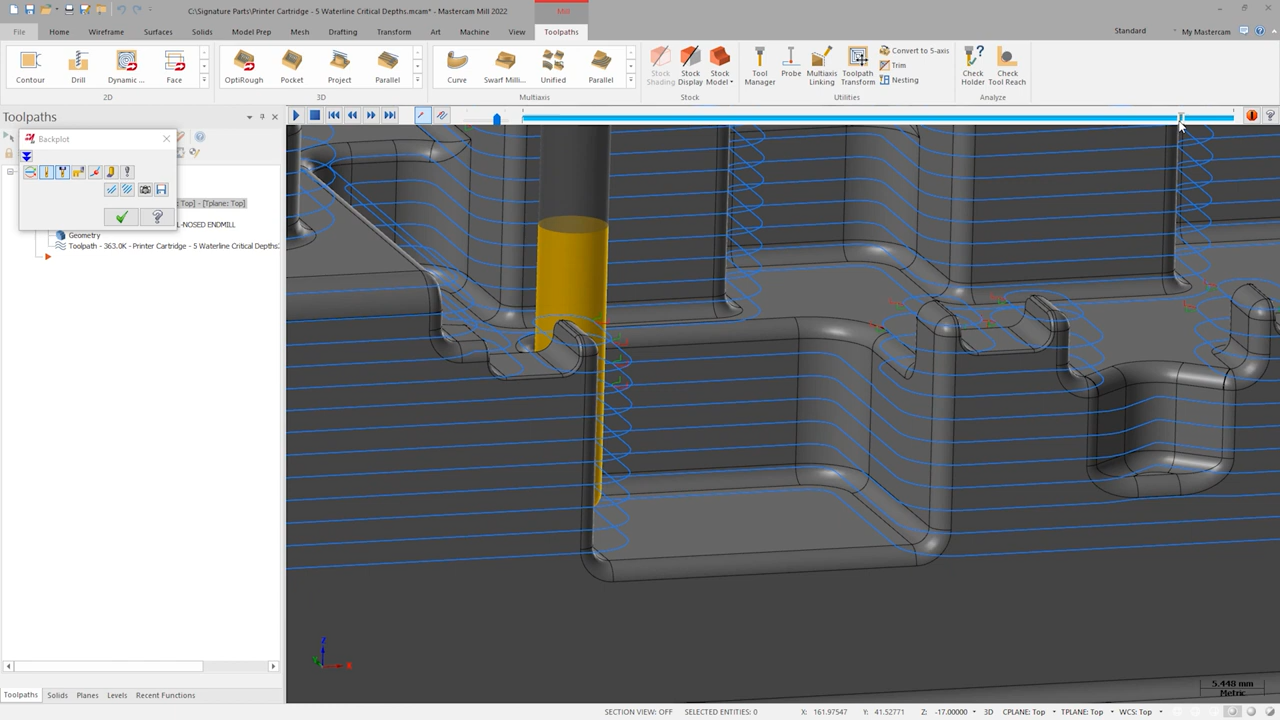 C:\Signature Parts\Printer Cartridge - 5 Waterline Critical Depths.mcam* - Mastercam Mill 2022
Mill
File Home Wireframe Surfaces Solids Model Prep Mesh Drafting Transform Art Machine View Toolpaths Standard My Mastercam
Contour Drill Dynamic ... Face OptiRough Pocket Project Parallel Curve Swarf Milli... Unified Parallel Stock Shading Stock Display Stock Model Tool Manager Probe Multiaxis Linking Toolpath Transform Convert to 5-axis Trim Nesting Check Holder Check Tool Reach
2D 3D Multiaxis Stock Utilities Analyze
Toolpaths
Backplot
Top] - [Tplane: Top]
L-NOSED ENDMILL
Geometry
Toolpath - 363.0K - Printer Cartridge - 5 Waterline Critical Depths
Z
X
5.448 mm
Metric
Toolpaths Solids Planes Levels Recent Functions
SECTION VIEW: OFF SELECTED ENTITIES: 0 X: 161.97547 Y: 41.52771 Z: -17.00000 3D CPLANE: Top TPLANE: Top WCS: Top